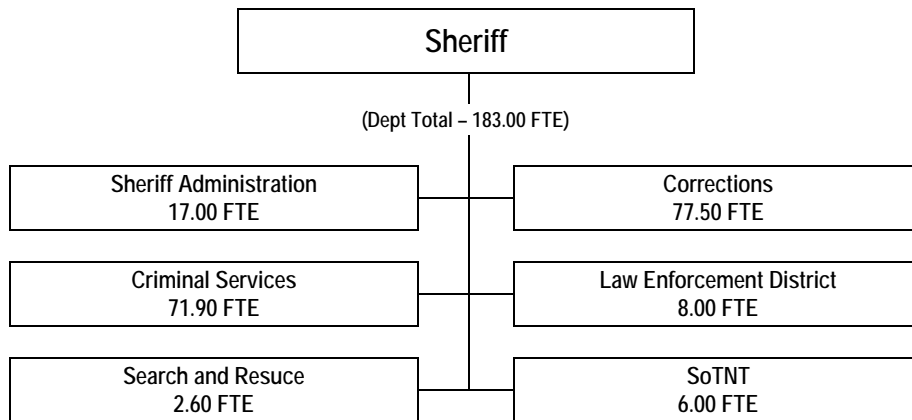 Sheriff
(Dept Total – 183.00 FTE)
Sheriff Administration
17.00 FTE
Corrections
77.50 FTE
Criminal Services
71.90 FTE
Law Enforcement District
8.00 FTE
Search and Resuce
2.60 FTE
SoTNT
6.00 FTE